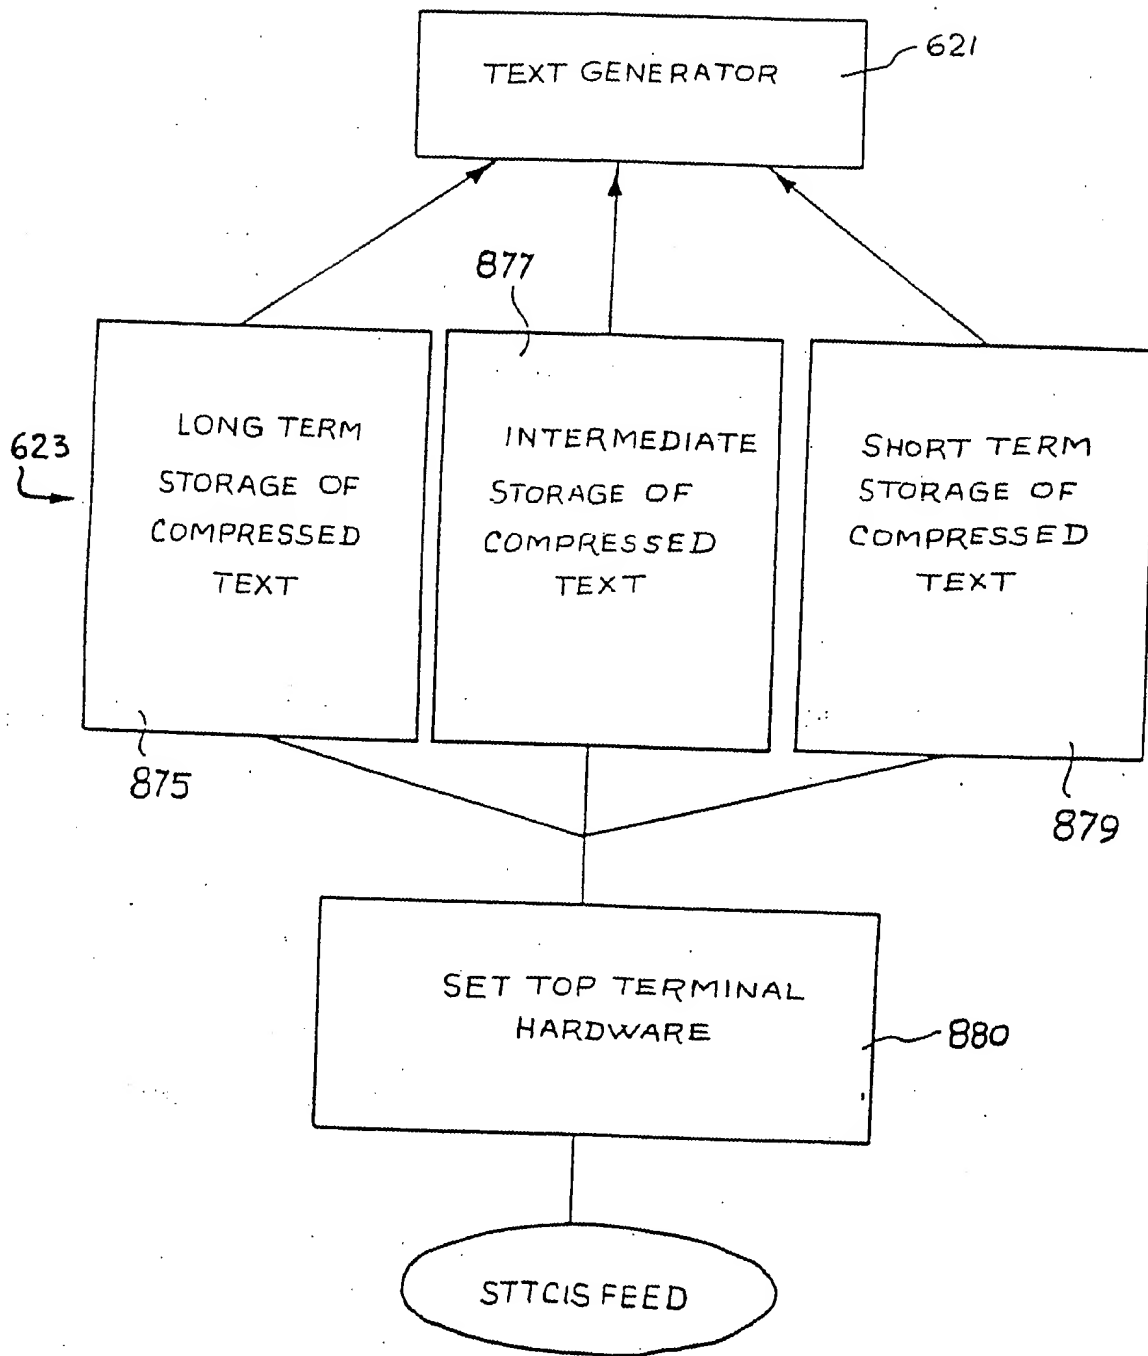 TEXT GENERATOR
621
877
623
LONG TERM
STORAGE OF
COMPRESSED
TEXT
INTERMEDIATE
STORAGE OF
COMPRESSED
TEXT
SHORT TERM
STORAGE OF
COMPRESSED
TEXT
875
879
SET TOP TERMINAL
HARDWARE
880
STTCIS FEED